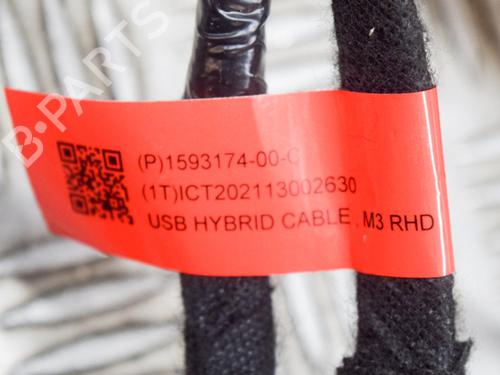 B-PARTS
(P)1593174-00-C
(1T)ICT202113002630
USB HYBRID CABLE , M3 RHD